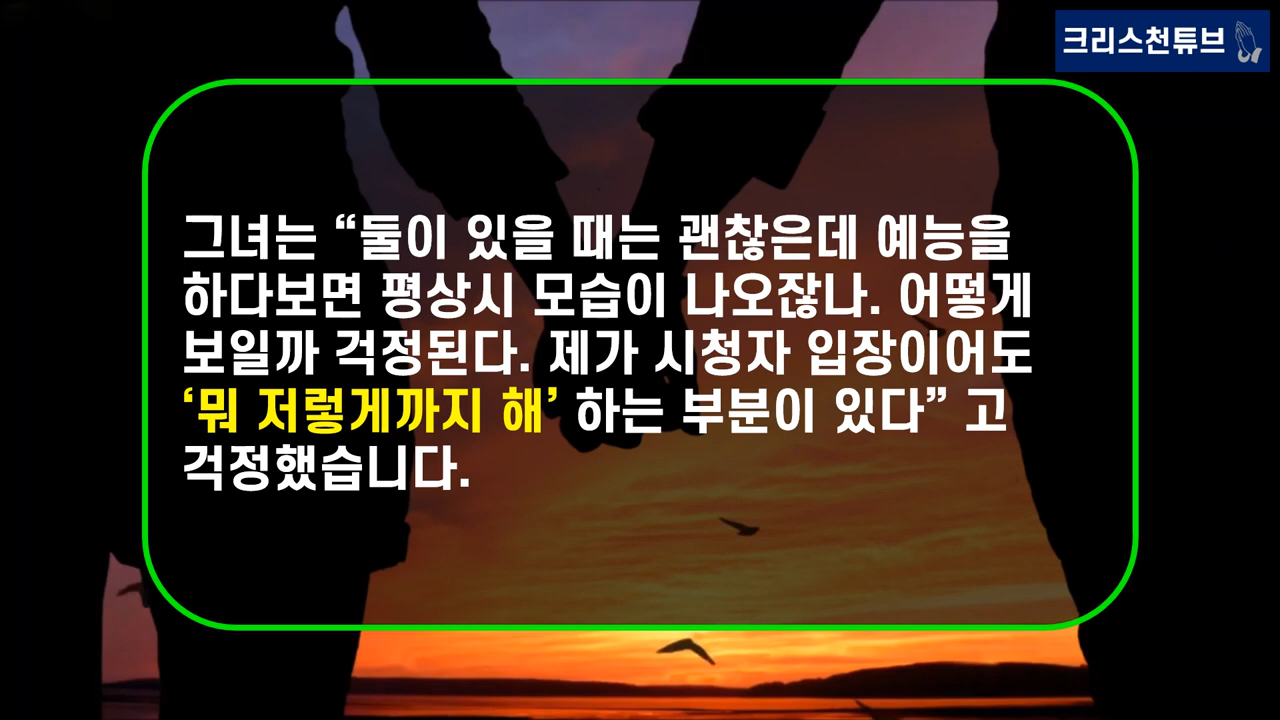 크리스천튜브
그녀는 “둘이 있을 때는 괜찮은데 예능을
하다보면 평상시 모습이 나오잖나. 어떻게
보일까 걱정된다. 제가 시청자 입장이어도
‘뭐 저렇게까지 해’ 하는 부분이 있다” 고
걱정했습니다.